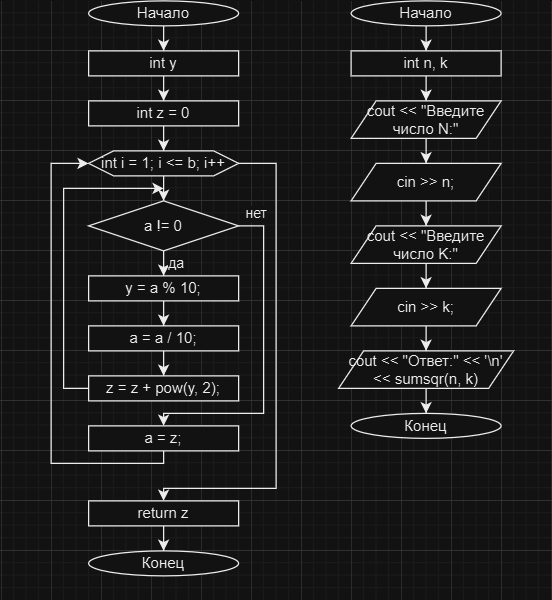 Начало
int y
int z = 0
int i = 1; i <= b; i++
a != 0
нет
да
y = a % 10;
a = a / 10;
z = z + pow(y, 2);
a = z;
return z
Конец
Начало
int n, k
cout << "Введите
число N:"
cin >> n;
cout << "Введите
число K:"
cin >> k;
cout << "Ответ:" << '\n'
<< sumsqr(n, k)
Конец